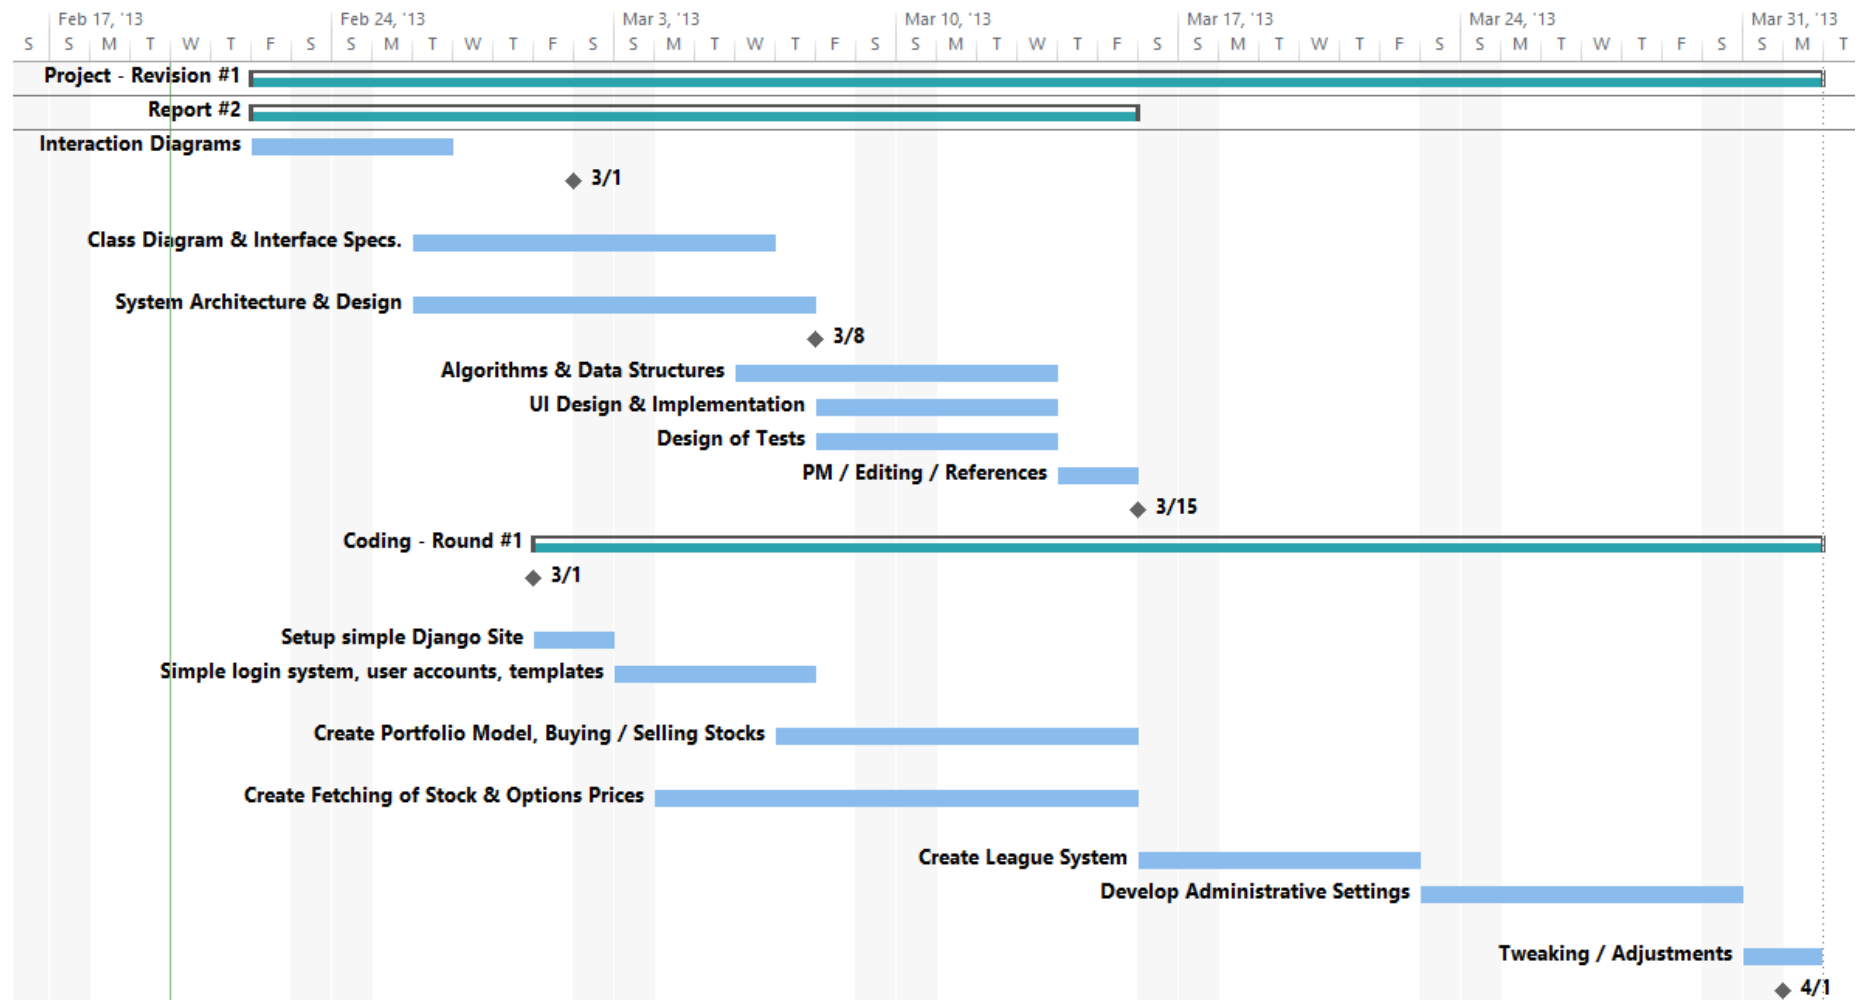 Feb 17, '13 Feb 24, '13 Mar 3, '13 Mar 10, '13 Mar 17, '13 Mar 24, '13 Mar 31, '13
S S M T W T F S S M T W T F S S M T W T F S S M T W T F S S M T W T F S S M T W T F S S M T
Project - Revision #1
Report #2
Interaction Diagrams
3/1
Class Diagram & Interface Specs.
System Architecture & Design
3/8
Algorithms & Data Structures
UI Design & Implementation
Design of Tests
PM / Editing / References
3/15
Coding - Round #1
3/1
Setup simple Django Site
Simple login system, user accounts, templates
Create Portfolio Model, Buying / Selling Stocks
Create Fetching of Stock & Options Prices
Create League System
Develop Administrative Settings
Tweaking / Adjustments
4/1